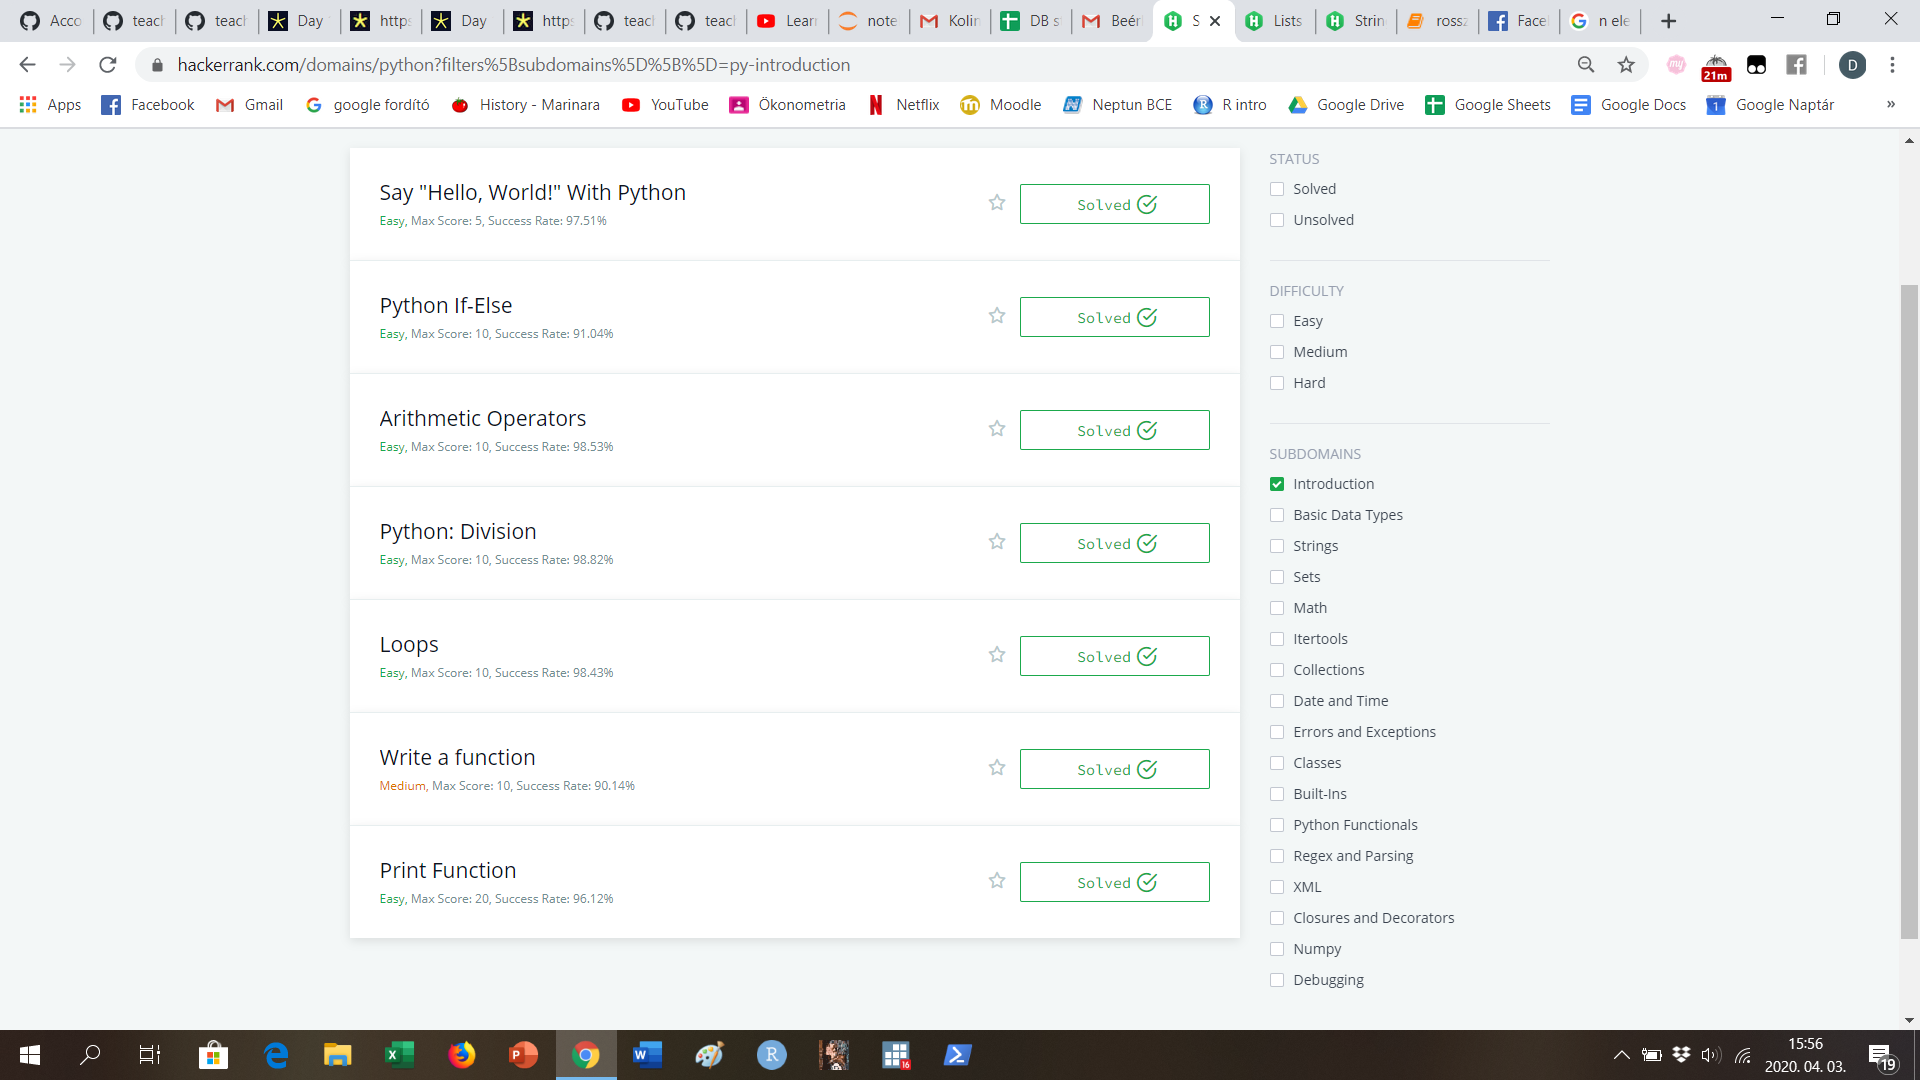 Acco
teach
teach
Day
https
Day
https
teach
teach
Learn
note
Kolin
DB s
Beér
S
Lists
Strin
rossz
Face
n ele
hackerrank.com/domains/python?filters%5Bsubdomains%5D%5B%5D=py-introduction
21m
D
Apps
Facebook
Gmail
google fordító
History - Marinara
YouTube
Ökonometria
Netflix
Moodle
Neptun BCE
R intro
Google Drive
Google Sheets
Google Docs
Google Naptár
»
Say "Hello, World!" With Python
Easy, Max Score: 5, Success Rate: 97.51%
Solved
Python If-Else
Easy, Max Score: 10, Success Rate: 91.04%
Solved
Arithmetic Operators
Easy, Max Score: 10, Success Rate: 98.53%
Solved
Python: Division
Easy, Max Score: 10, Success Rate: 98.82%
Solved
Loops
Easy, Max Score: 10, Success Rate: 98.43%
Solved
Write a function
Medium, Max Score: 10, Success Rate: 90.14%
Solved
Print Function
Easy, Max Score: 20, Success Rate: 96.12%
Solved
STATUS
Solved
Unsolved
DIFFICULTY
Easy
Medium
Hard
SUBDOMAINS
Introduction
Basic Data Types
Strings
Sets
Math
Itertools
Collections
Date and Time
Errors and Exceptions
Classes
Built-Ins
Python Functionals
Regex and Parsing
XML
Closures and Decorators
Numpy
Debugging
15:56
2020. 04. 03.
19